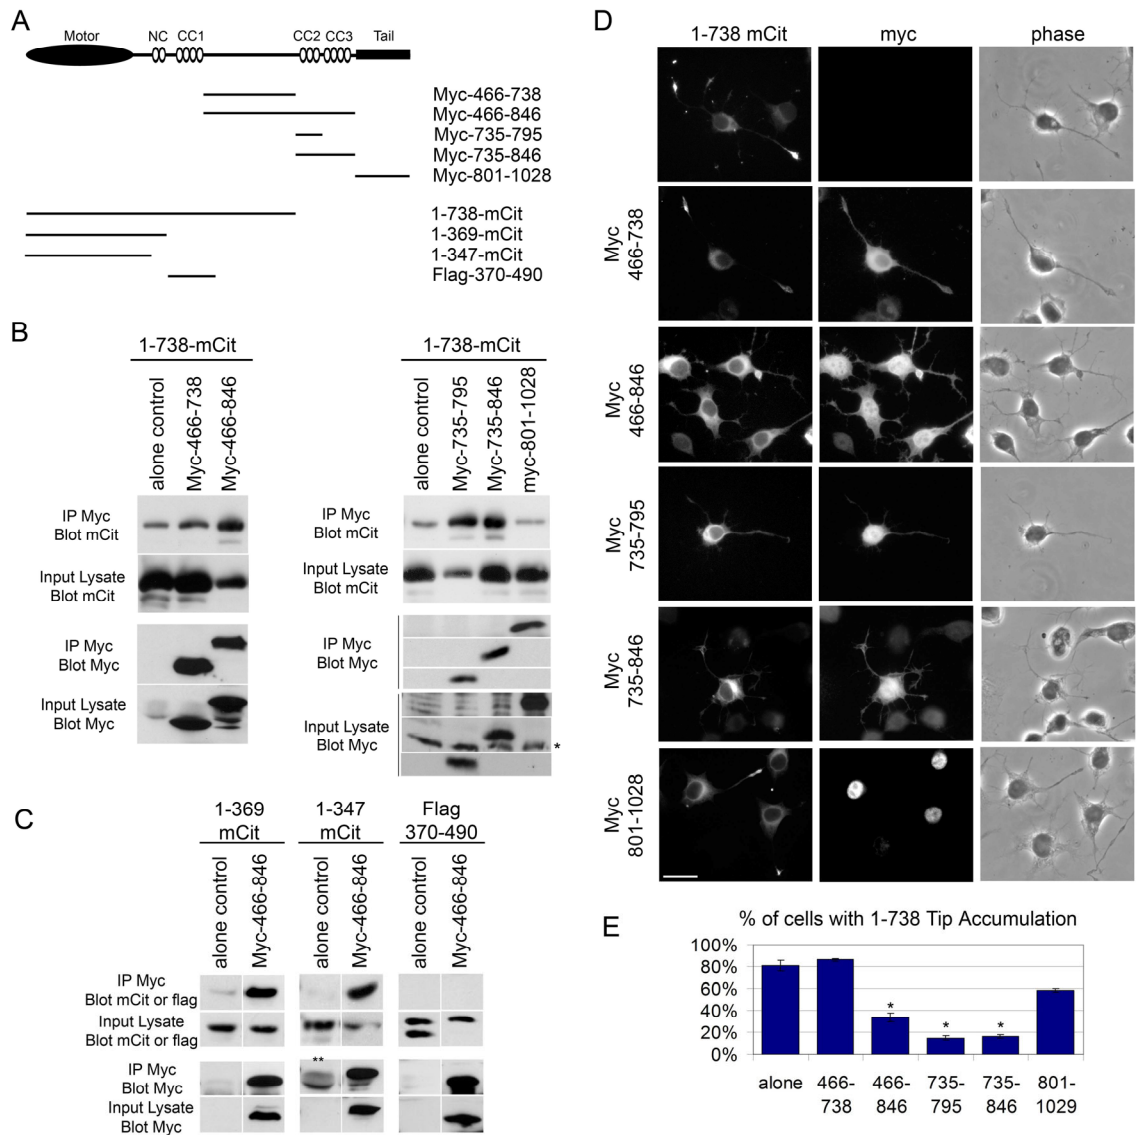 A
Motor NC CC1 CC2 CC3 Tail
Myc-466-738
Myc-466-846
Myc-735-795
Myc-735-846
Myc-801-1028
1-738-mCit
1-369-mCit
1-347-mCit
Flag-370-490
B
1-738-mCit
alone control
Myc-466-738
Myc-466-846
IP Myc
Blot mCit
Input Lysate
Blot mCit
IP Myc
Blot Myc
Input Lysate
Blot Myc
1-738-mCit
alone control
Myc-735-795
Myc-735-846
myc-801-1028
IP Myc
Blot mCit
Input Lysate
Blot mCit
IP Myc
Blot Myc
Input Lysate
Blot Myc
*
C
1-369
mCit
1-347
mCit
Flag
370-490
alone control
Myc-466-846
alone control
Myc-466-846
alone control
Myc-466-846
IP Myc
Blot mCit or flag
Input Lysate
Blot mCit or flag
**
IP Myc
Blot Myc
Input Lysate
Blot Myc
D
1-738 mCit myc phase
Myc
466-738
Myc
466-846
Myc
735-795
Myc
735-846
Myc
801-1028
E
% of cells with 1-738 Tip Accumulation
100%
80%
60%
40%
20%
0%
* * *
alone 466- 466- 735- 735- 801-
738 846 795 846 1029